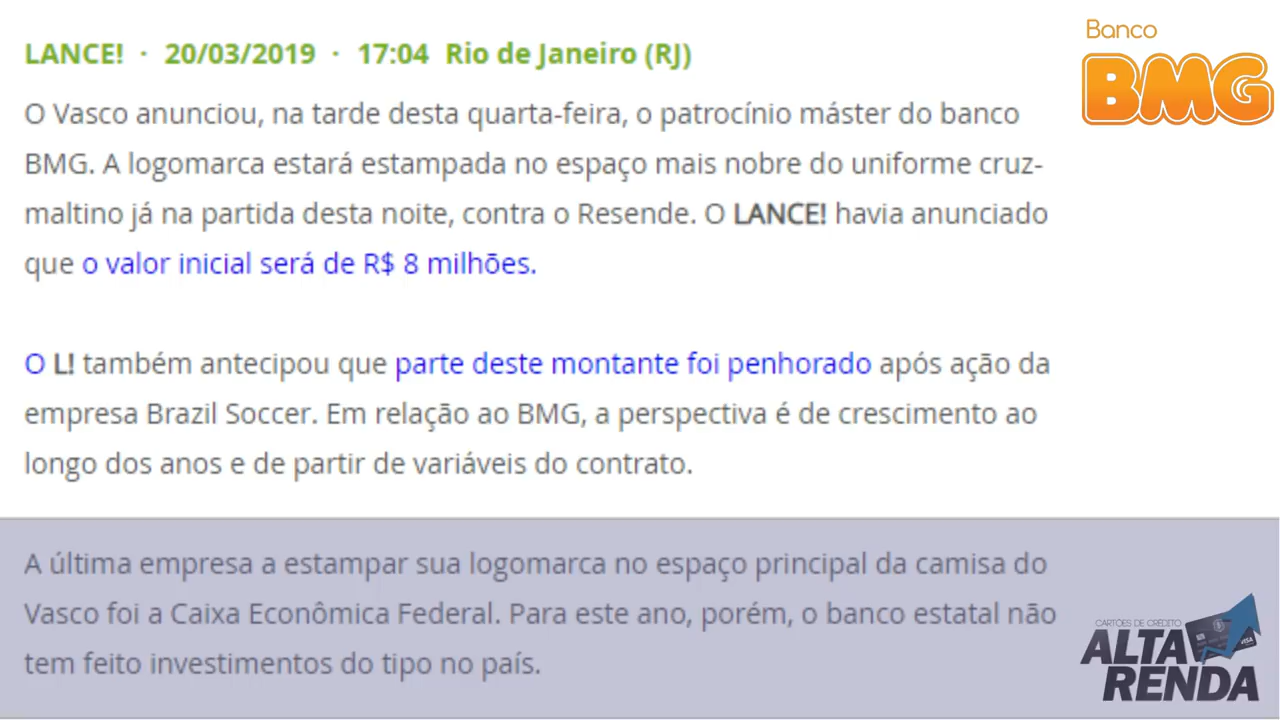 LANCE! · 20/03/2019 · 17:04 Rio de Janeiro (RJ)
Banco
BMG
O Vasco anunciou, na tarde desta quarta-feira, o patrocínio máster do banco
BMG. A logomarca estará estampada no espaço mais nobre do uniforme cruz-
maltino já na partida desta noite, contra o Resende. O LANCE! havia anunciado
que o valor inicial será de R$ 8 milhões.
O L! também antecipou que parte deste montante foi penhorado após ação da
empresa Brazil Soccer. Em relação ao BMG, a perspectiva é de crescimento ao
longo dos anos e de partir de variáveis do contrato.
A última empresa a estampar sua logomarca no espaço principal da camisa do
Vasco foi a Caixa Econômica Federal. Para este ano, porém, o banco estatal não
tem feito investimentos do tipo no país.
CARTÕES DE CRÉDITO
ALTA
RENDA
VISA